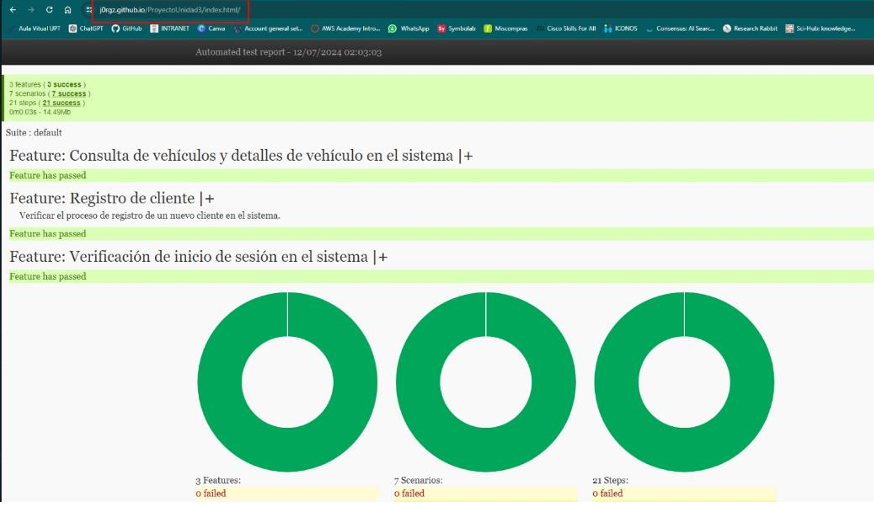 j0rgz.github.io/ProyectoUnidad3/index.html/
Aula Vitual UPT ChatGPT GitHub INTRANET Canva Account general set... AWS Academy Intro... WhatsApp Symbolab Miscompras Cisco Skills For All ICONOS Consensus: AI Searc... Research Rabbit Sci-Hub: knowledge...
Automated test report - 12/07/2024 02:03:03
3 features ( 3 success )
7 scenarios ( 7 success )
21 steps ( 21 success )
0m0.03s - 14.49Mb
Suite : default
Feature: Consulta de vehículos y detalles de vehículo en el sistema |+
Feature has passed
Feature: Registro de cliente |+
Verificar el proceso de registro de un nuevo cliente en el sistema.
Feature has passed
Feature: Verificación de inicio de sesión en el sistema |+
Feature has passed
3 Features: 7 Scenarios: 21 Steps:
0 failed 0 failed 0 failed